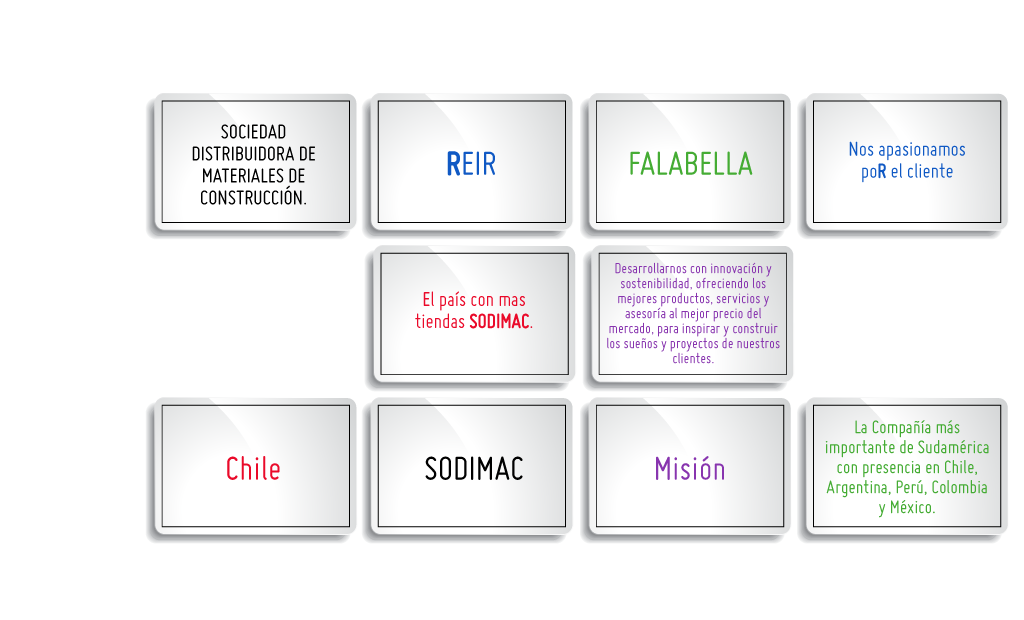 SOCIEDAD
DISTRIBUIDORA DE
MATERIALES DE
CONSTRUCCIÓN.
REIR
FALABELLA
Nos apasionamos
poR el cliente
El país con mas
tiendas SODIMAC.
Desarrollarnos con innovación y
sostenibilidad, ofreciendo los
mejores productos, servicios y
asesoría al mejor precio del
mercado, para inspirar y construir
los sueños y proyectos de nuestros
clientes.
Chile
SODIMAC
Misión
La Compañía más
importante de Sudamérica
con presencia en Chile,
Argentina, Perú, Colombia
y México.